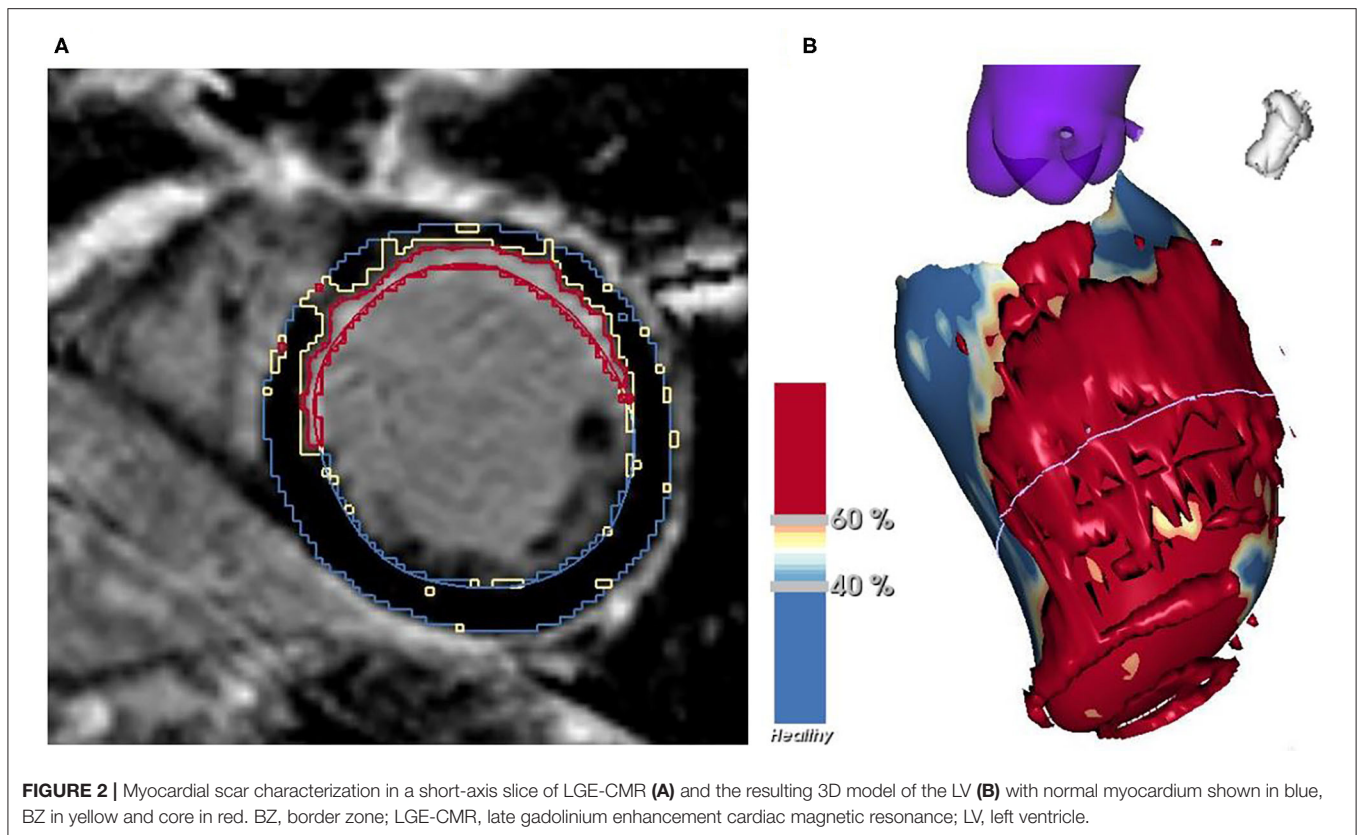 A
B
60 %
40 %
Healthy
FIGURE 2 | Myocardial scar characterization in a short-axis slice of LGE-CMR (A) and the resulting 3D model of the LV (B) with normal myocardium shown in blue,
BZ in yellow and core in red. BZ, border zone; LGE-CMR, late gadolinium enhancement cardiac magnetic resonance; LV, left ventricle.